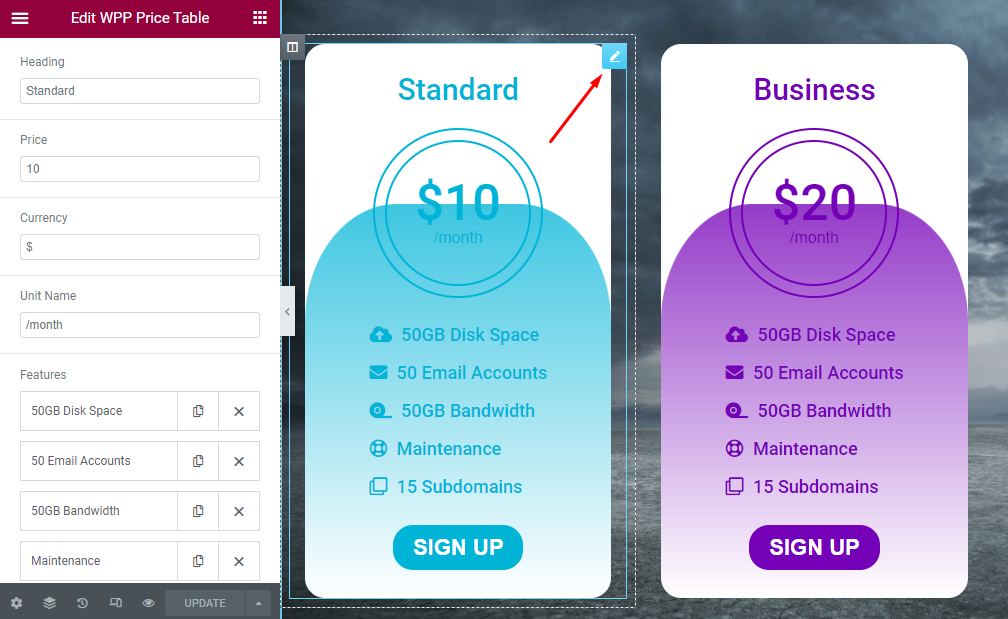 Edit WPP Price Table
Heading
Standard
Price
10
Currency
$
Unit Name
/month
Features
50GB Disk Space
50 Email Accounts
50GB Bandwidth
Maintenance
UPDATE
Standard
$10
/month
50GB Disk Space
50 Email Accounts
50GB Bandwidth
Maintenance
15 Subdomains
SIGN UP
Business
$20
/month
50GB Disk Space
50 Email Accounts
50GB Bandwidth
Maintenance
15 Subdomains
SIGN UP